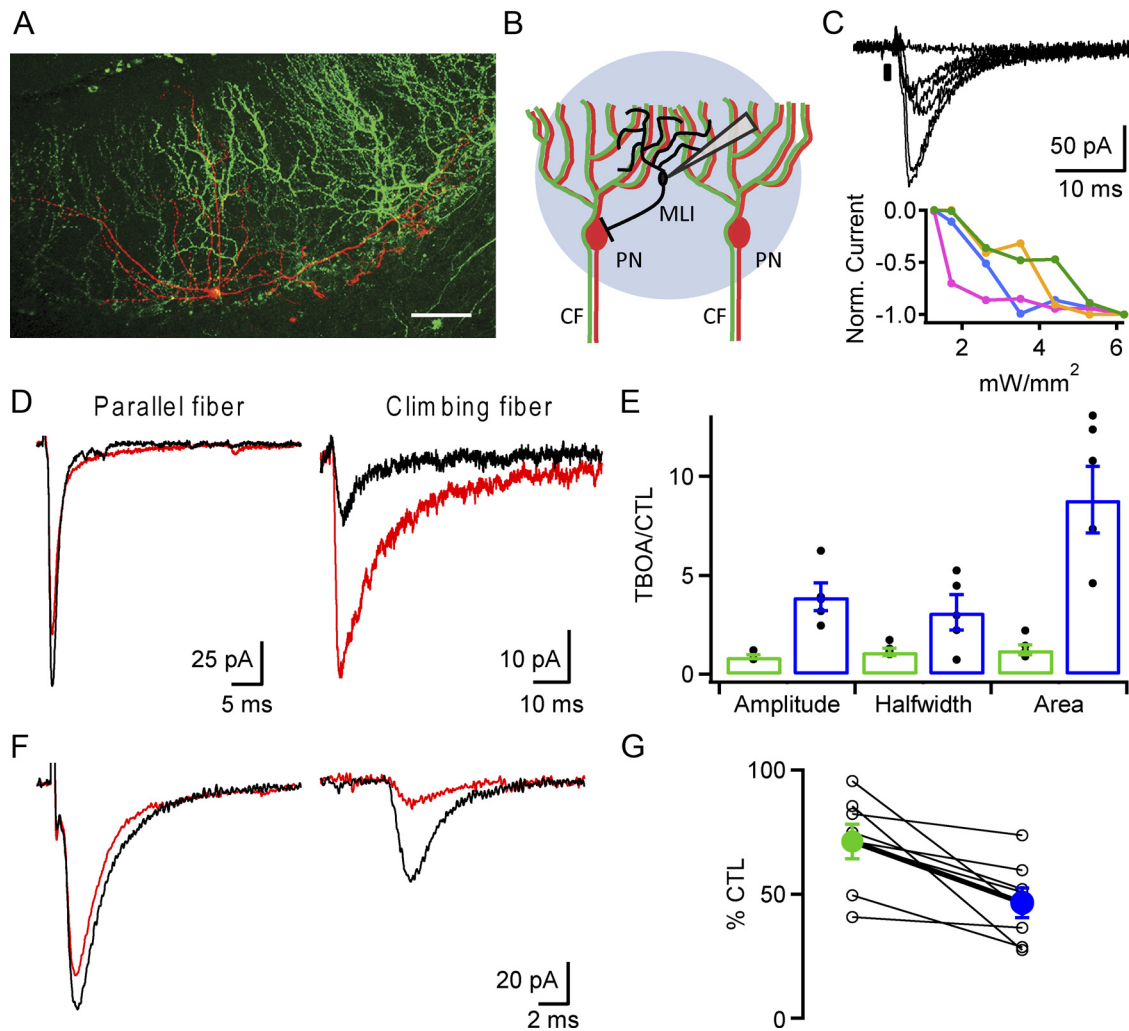 A
B
MLI
PN
PN
CF
CF
C
50 pA
10 ms
Norm. Current
0.0
-0.5
-1.0
2
4
6
mW/mm²
D
Parallel fiber
Climbing fiber
25 pA
5 ms
10 pA
10 ms
E
TBOA/CTL
10
5
0
Amplitude
Halfwidth
Area
F
20 pA
2 ms
G
% CTL
100
50
0